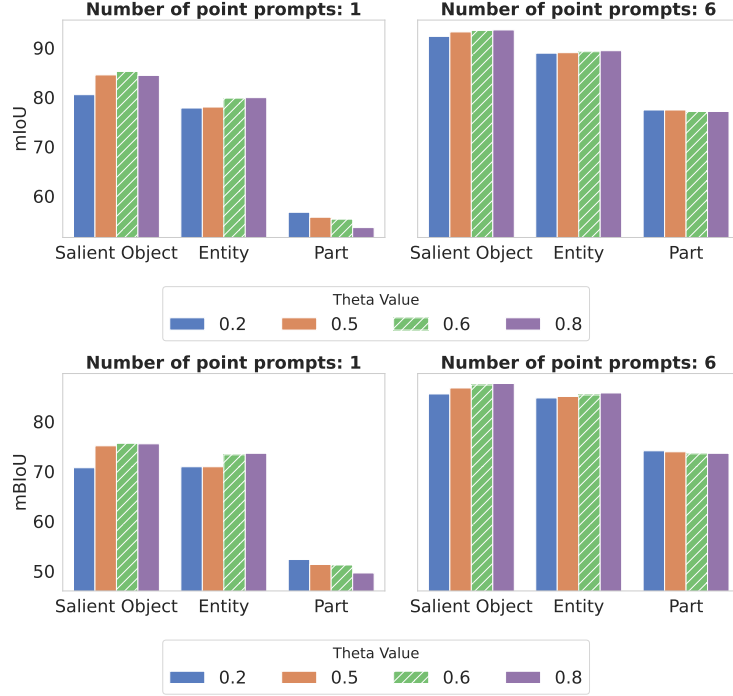 Number of point prompts: 1
Number of point prompts: 6
mIoU
90
80
70
60
Salient Object Entity Part
Salient Object Entity Part
Theta Value
0.2 0.5 0.6 0.8
Number of point prompts: 1
Number of point prompts: 6
mBIoU
80
70
60
50
Salient Object Entity Part
Salient Object Entity Part
Theta Value
0.2 0.5 0.6 0.8